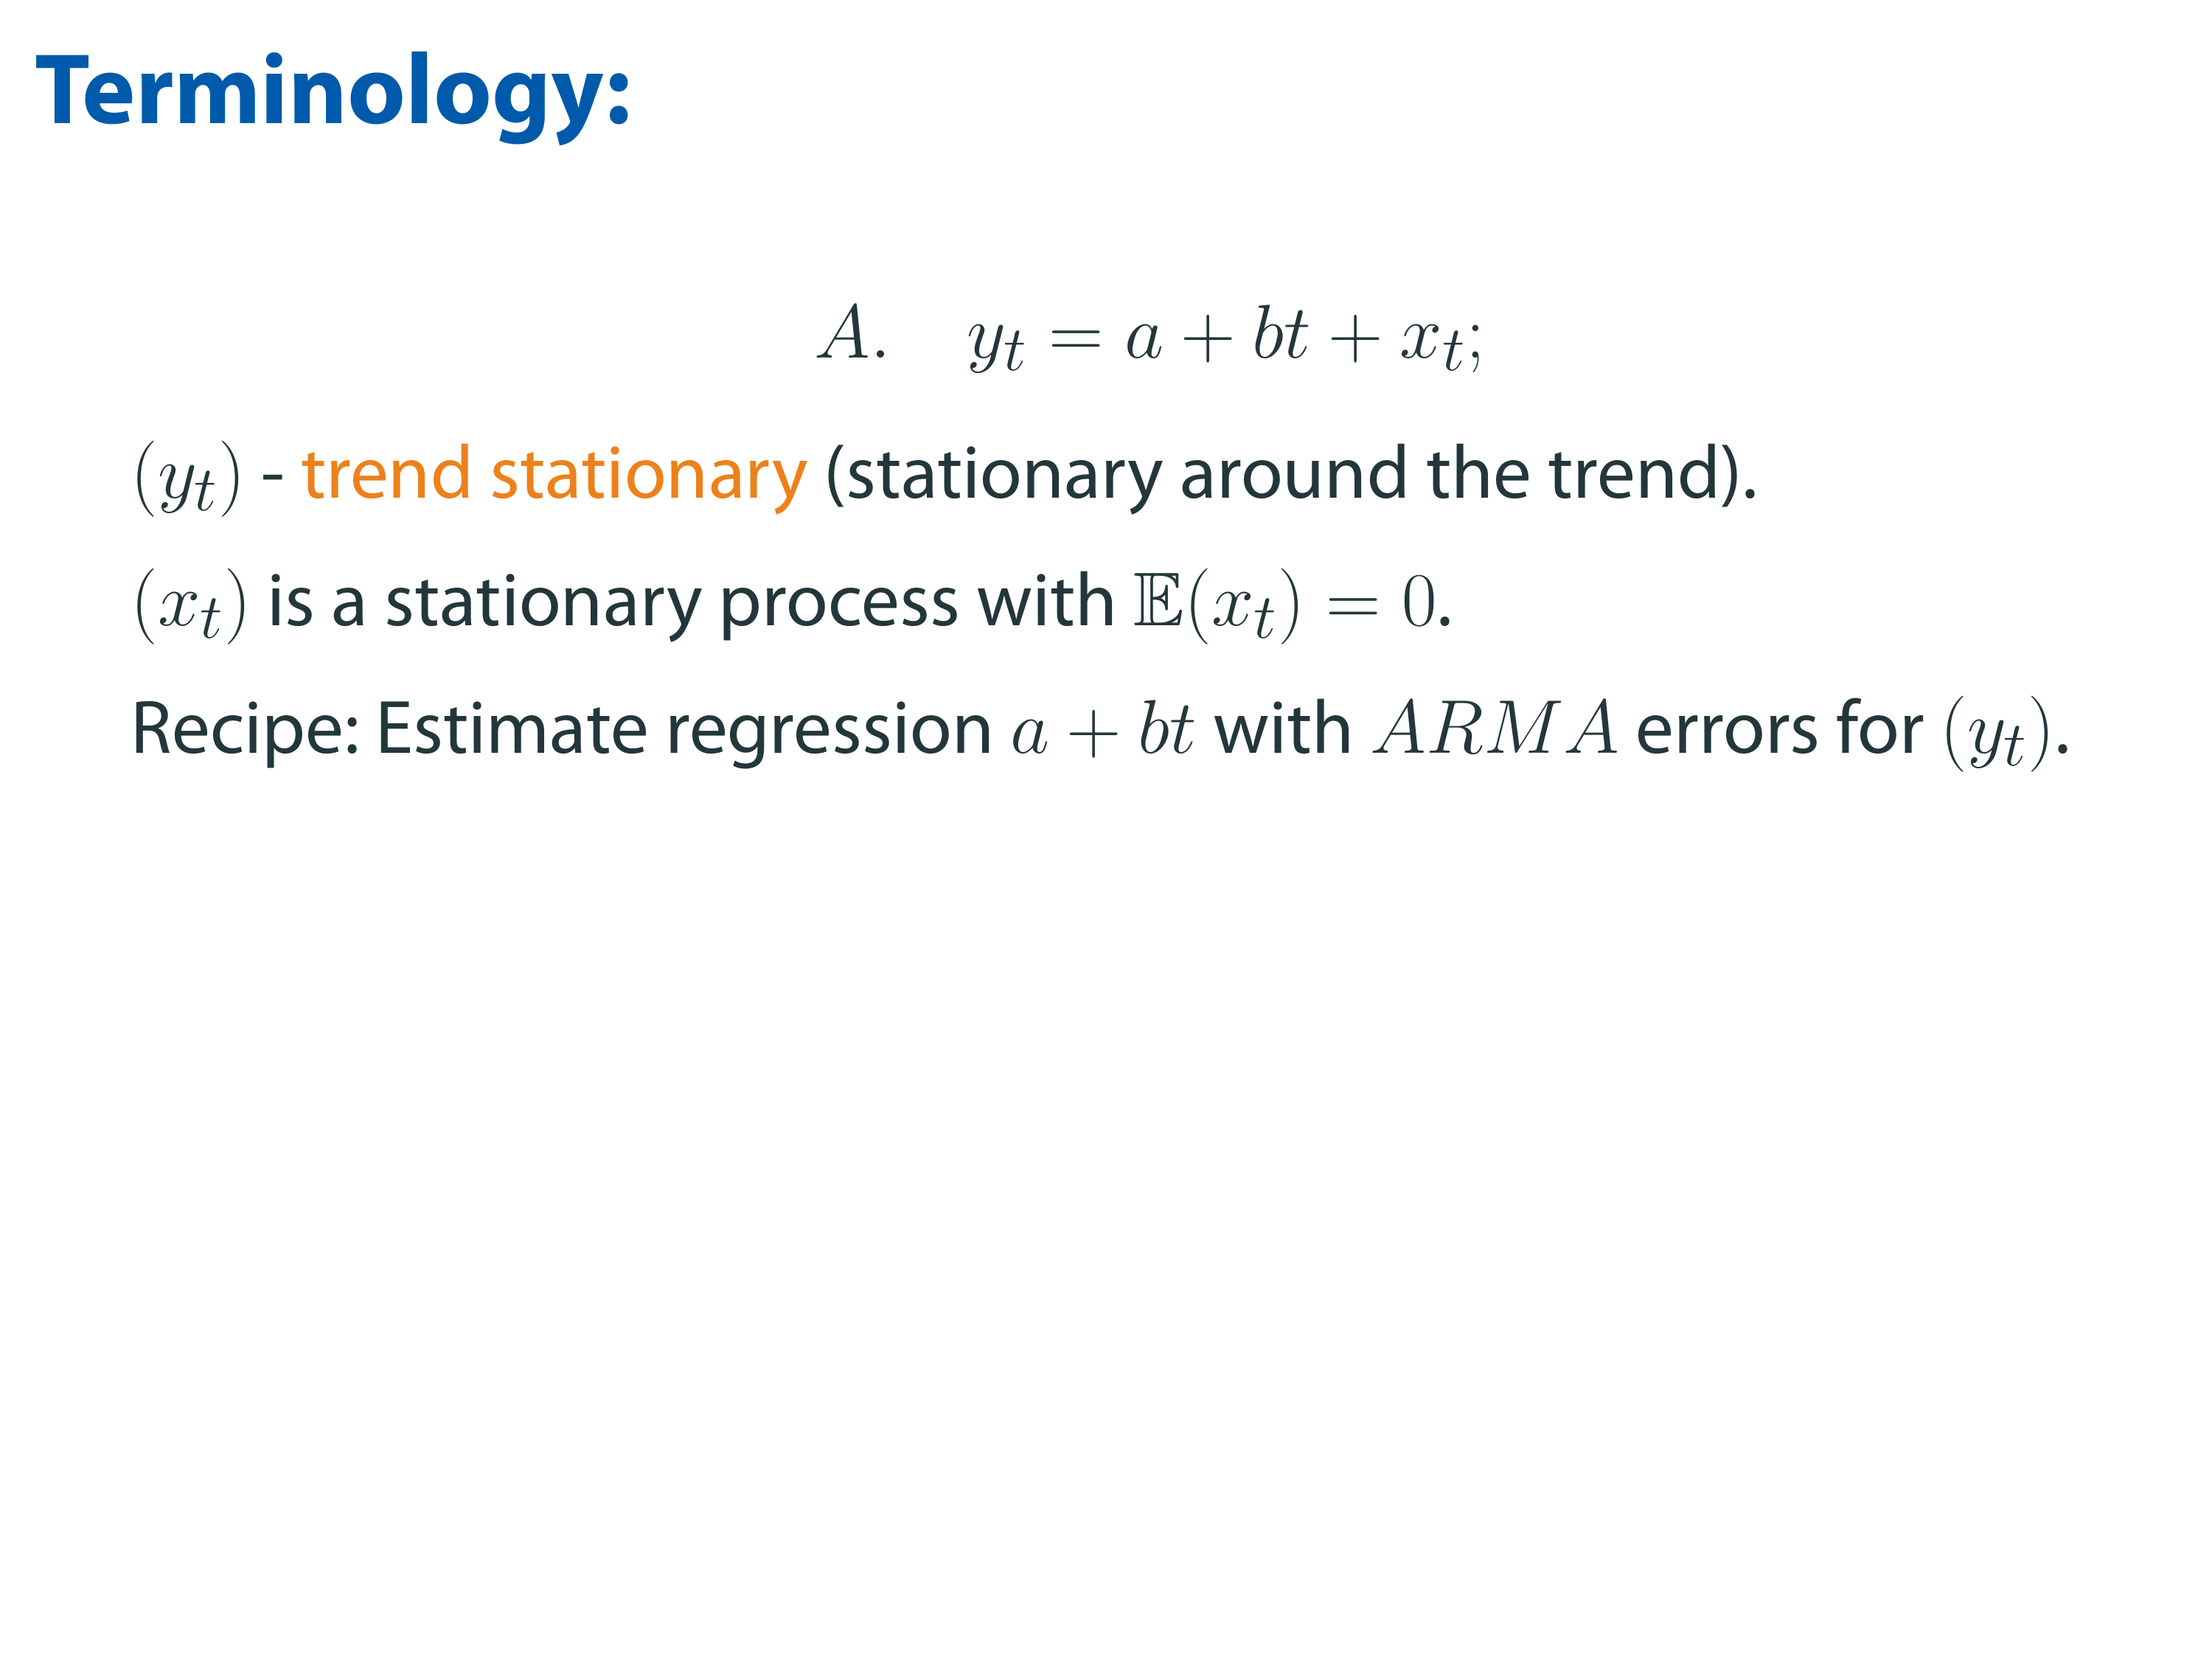 Terminology:
A. y_t = a + bt + x_t;
(y_t) - trend stationary (stationary around the trend).
(x_t) is a stationary process with 𝔼(x_t) = 0.
Recipe: Estimate regression a + bt with ARMA errors for (y_t).